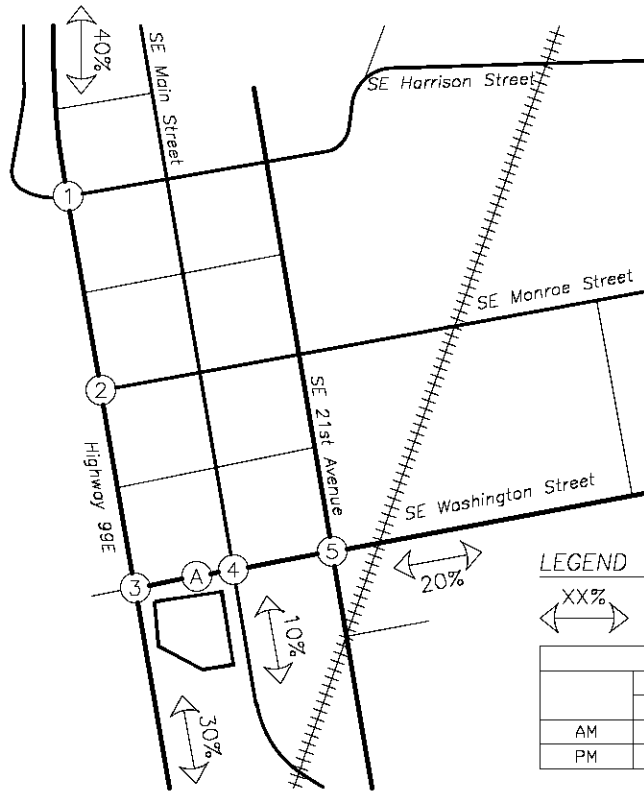 40%
SE Main Street
SE Harrison Street
1
SE Monroe Street
2
SE 21st Avenue
Highway 99E
SE Washington Street
3
A
4
5
20%
10%
30%
LEGEND
XX%
AM
PM